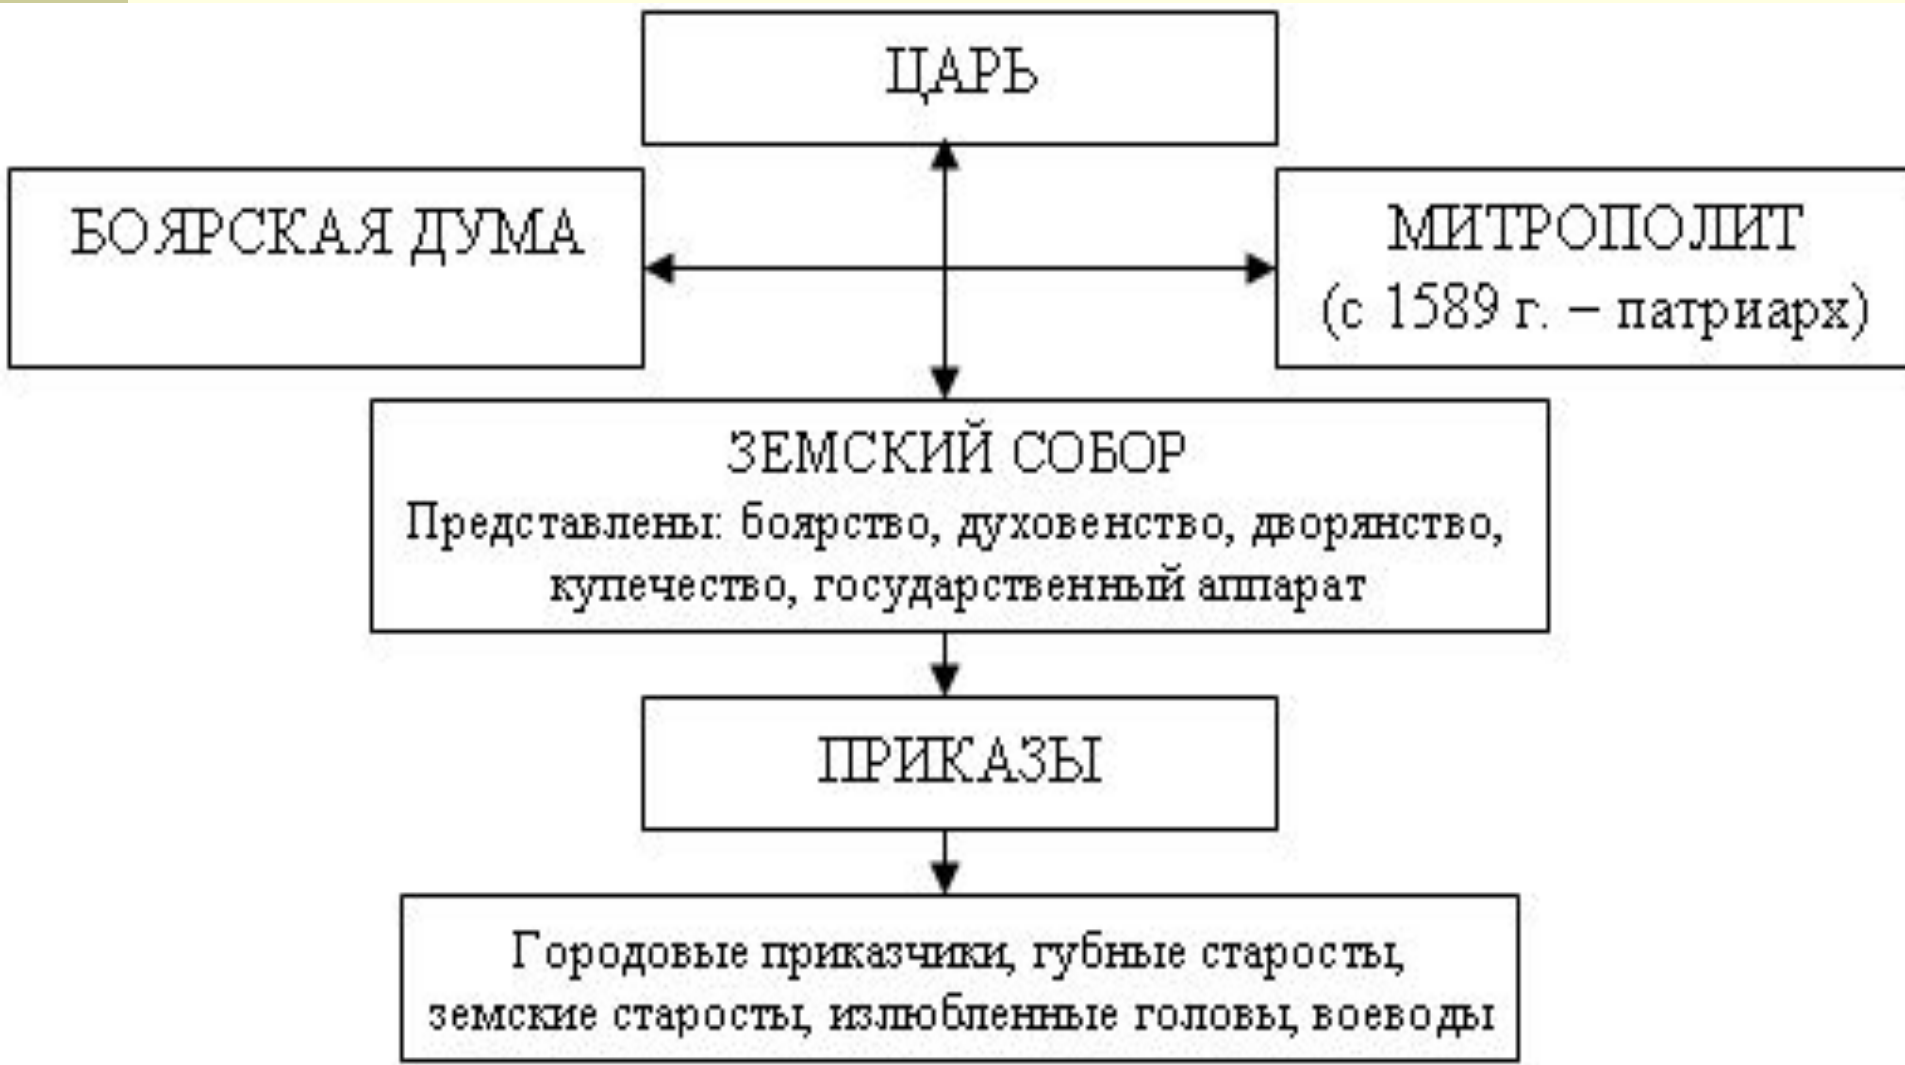 ЦАРЬ
БОЯРСКАЯ ДУМА
МИТРОПОЛИТ
(с 1589 г. – патриарх)
ЗЕМСКИЙ СОБОР
Представлены: боярство, духовенство, дворянство,
купечество, государственный аппарат
ПРИКАЗЫ
Городовые приказчики, губные старосты,
земские старосты, излюбленные головы, воеводы